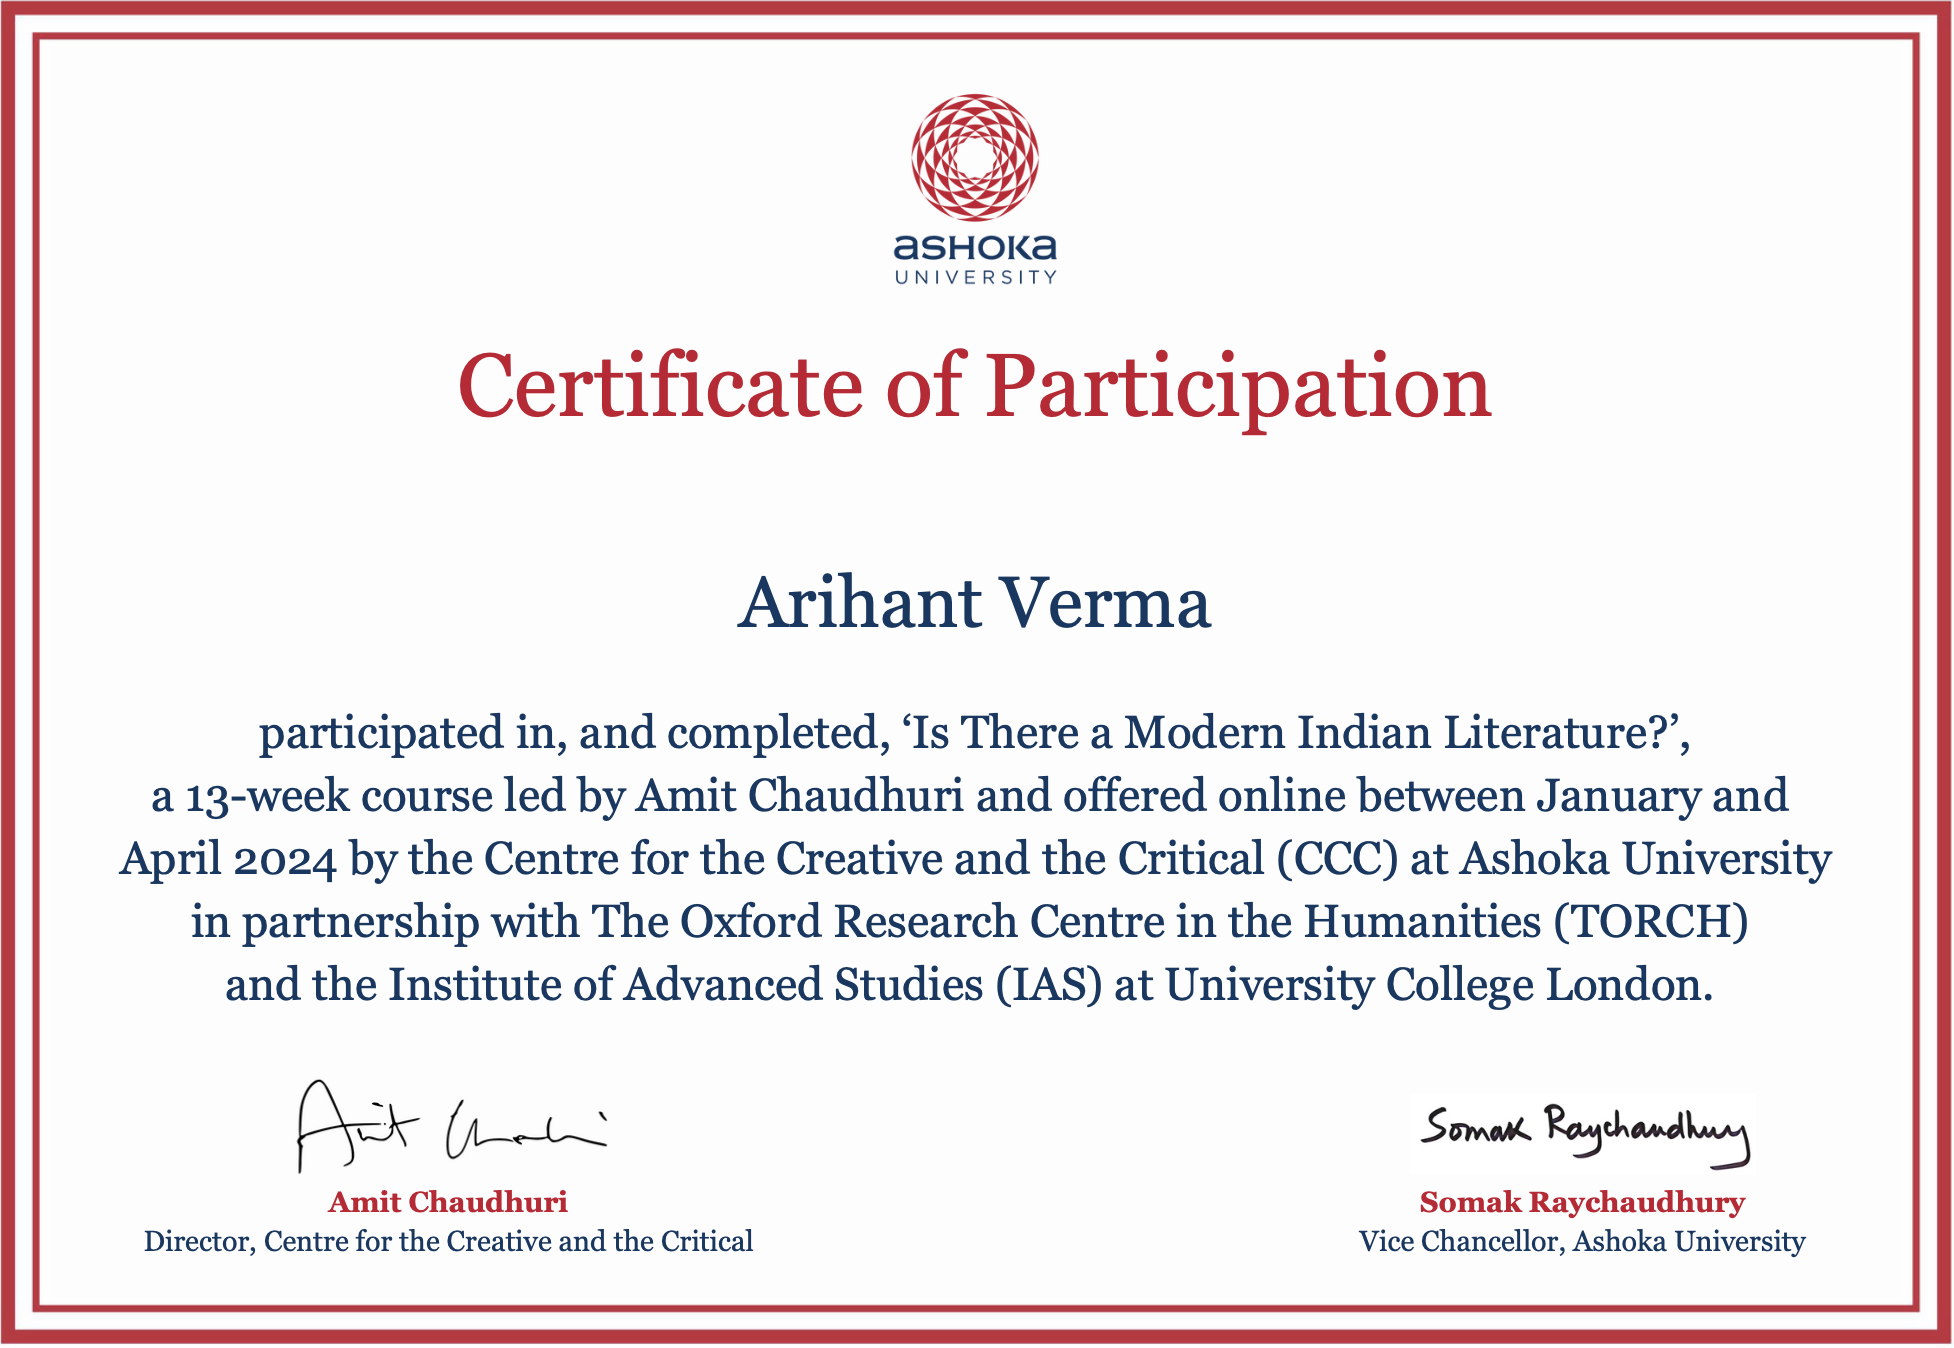 ASHOKA
UNIVERSITY
Certificate of Participation
Arihant Verma
participated in, and completed, ‘Is There a Modern Indian Literature?’,
a 13-week course led by Amit Chaudhuri and offered online between January and
April 2024 by the Centre for the Creative and the Critical (CCC) at Ashoka University
in partnership with The Oxford Research Centre in the Humanities (TORCH)
and the Institute of Advanced Studies (IAS) at University College London.
Amit Chaudhuri
Somak Raychaudhury
Amit Chaudhuri
Director, Centre for the Creative and the Critical
Somak Raychaudhury
Vice Chancellor, Ashoka University